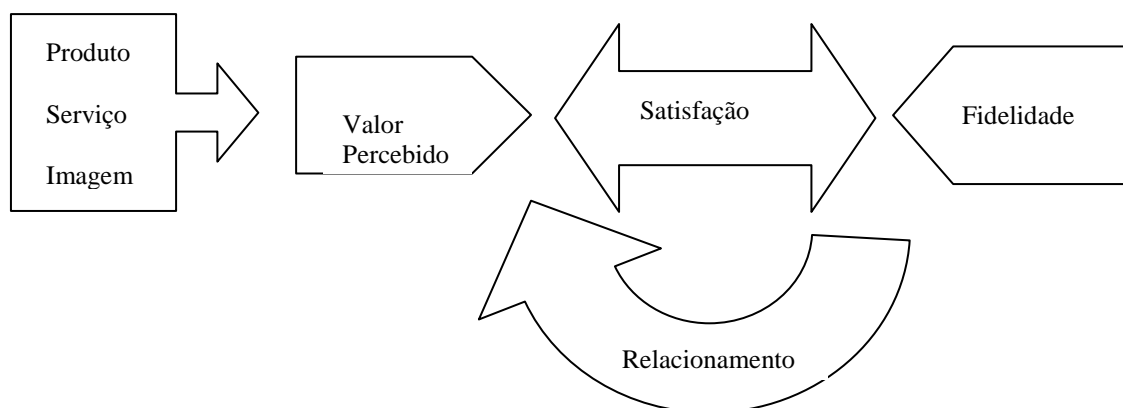 Produto
Serviço
Imagem
Valor
Percebido
Satisfação
Fidelidade
Relacionamento